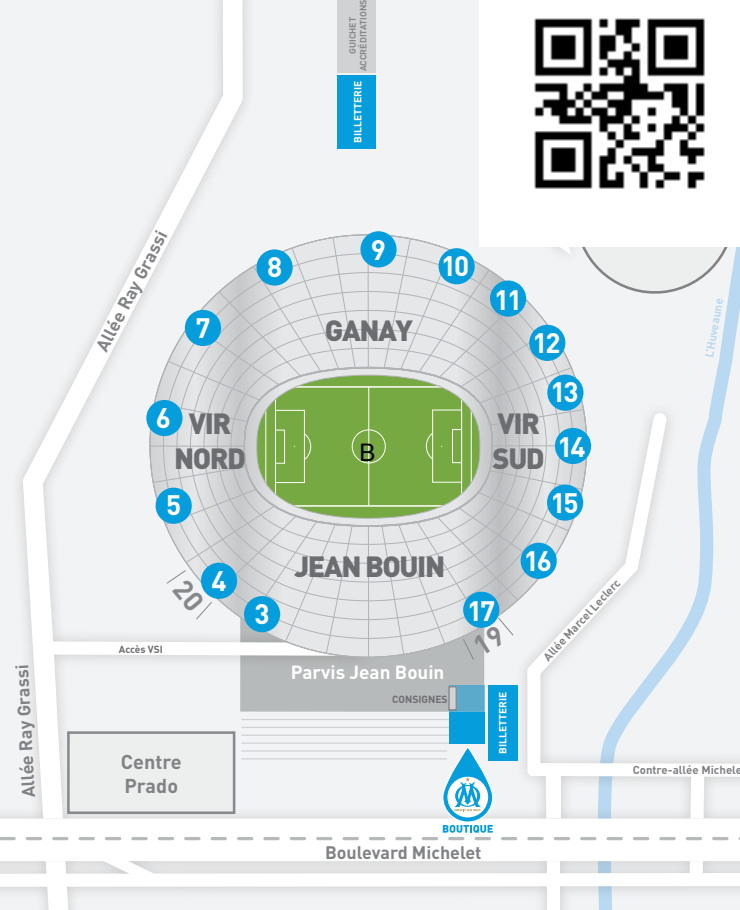 GUICHET
ACCRÉDITATIONS
BILLETTERIE
Allée Ray Grassi
9
8
10
11
7
GANAY
12
L'Huveaune
13
6
VIR
NORD
B
VIR
SUD
14
5
15
JEAN BOUIN
16
4
20
3
17
19
Allée Marcel Leclerc
Accès VSI
Parvis Jean Bouin
CONSIGNES
BILLETTERIE
Allée Ray Grassi
Centre
Prado
Contre-allée Michele
BOUTIQUE
Boulevard Michelet